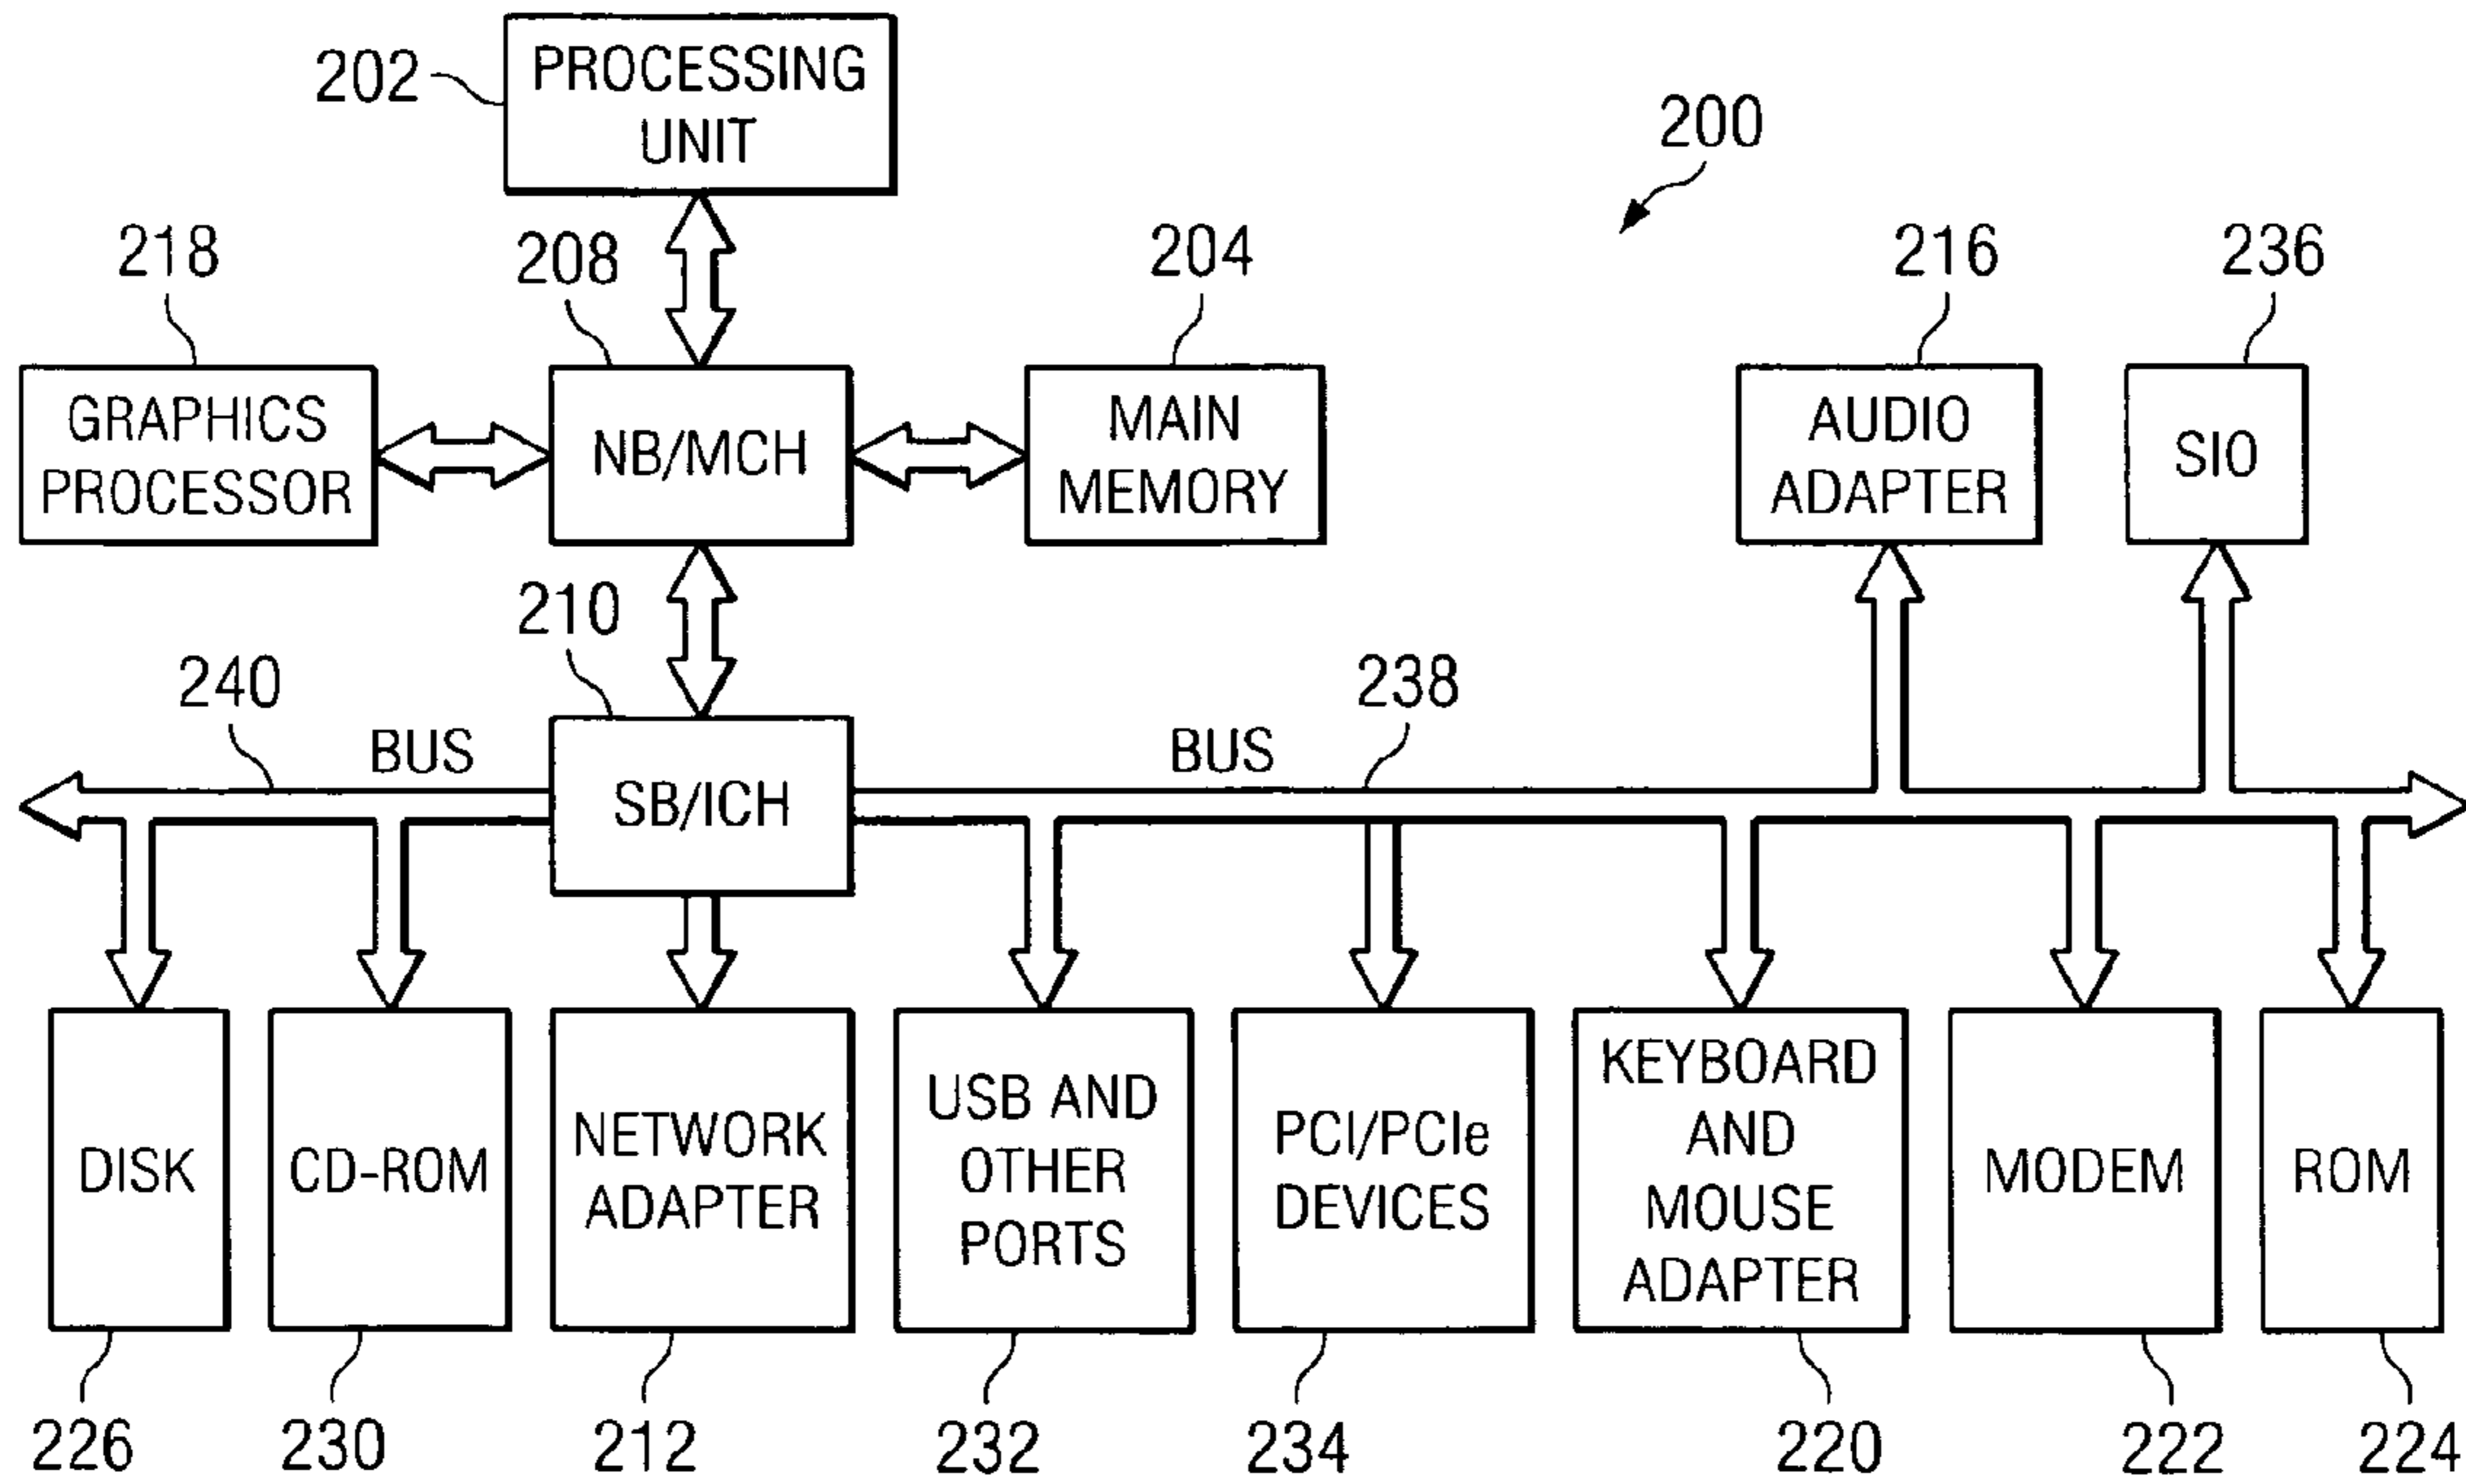 202
PROCESSING
UNIT
200
218
208
204
216
236
GRAPHICS
PROCESSOR
NB/MCH
MAIN
MEMORY
AUDIO
ADAPTER
SIO
210
240
BUS
SB/ICH
BUS
238
DISK
CD-ROM
NETWORK
ADAPTER
USB AND
OTHER
PORTS
PCI/PCIe
DEVICES
KEYBOARD
AND
MOUSE
ADAPTER
MODEM
ROM
226
230
212
232
234
220
222
224